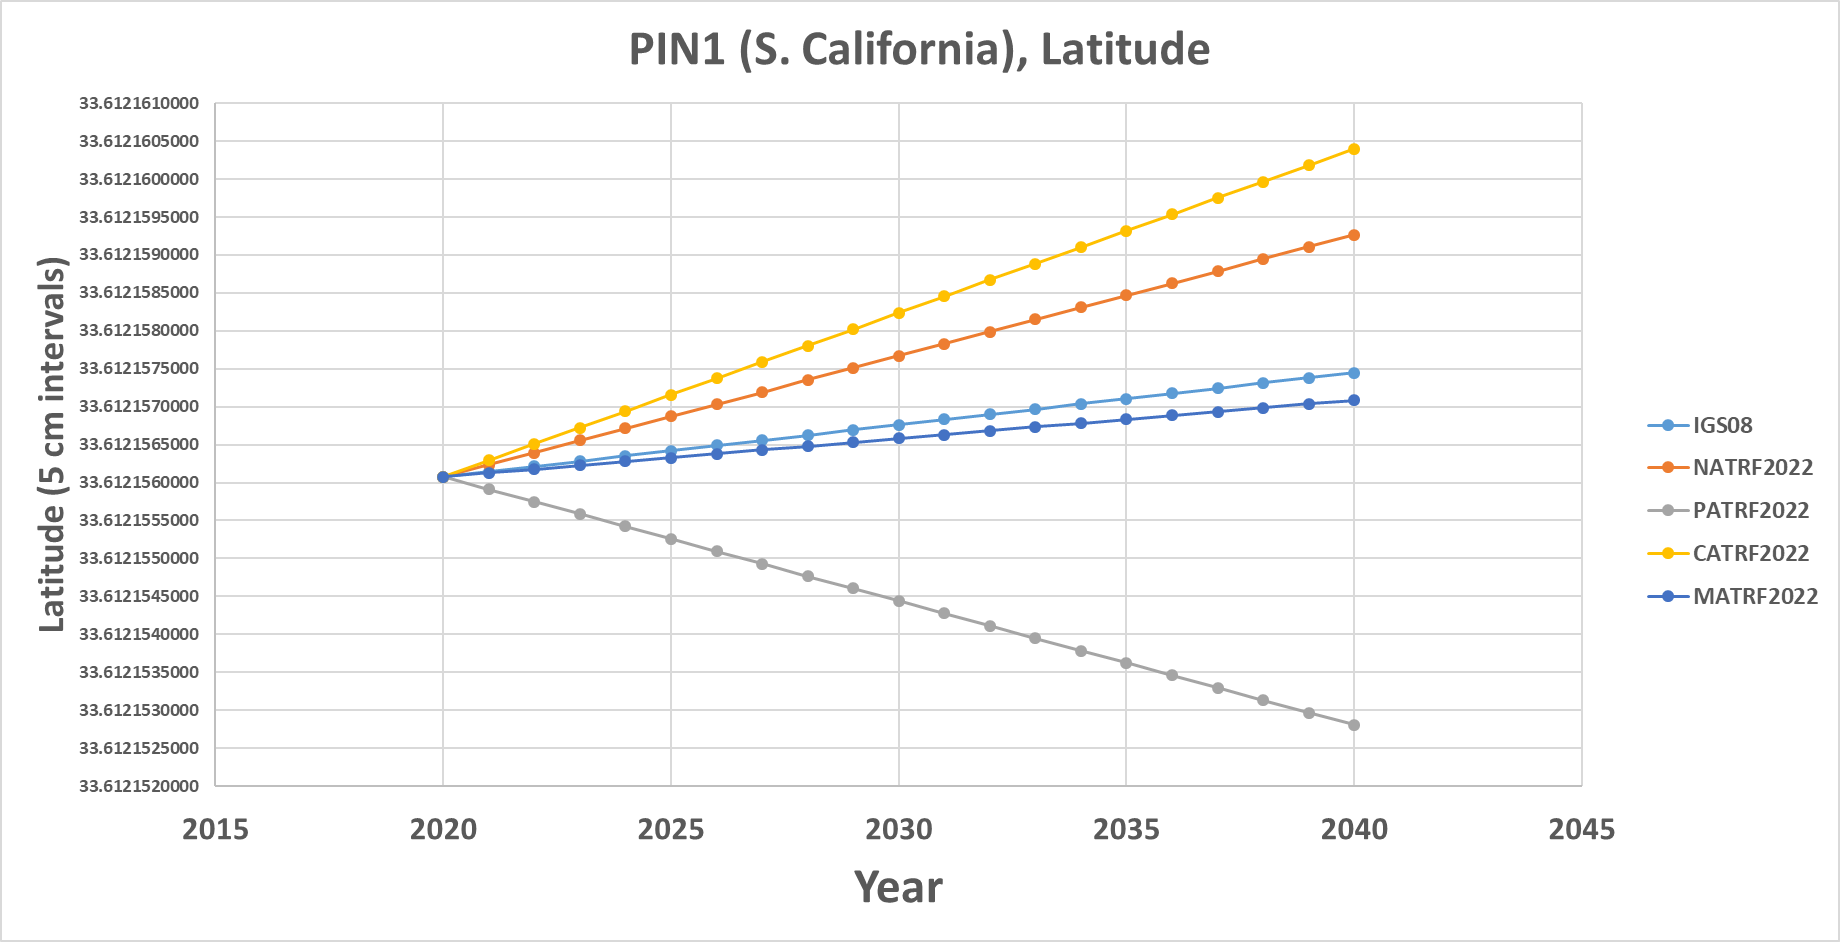 PIN1 (S. California), Latitude
33.6121610000
33.6121605000
33.6121600000
33.6121595000
33.6121590000
33.6121585000
33.6121580000
33.6121575000
33.6121570000
33.6121565000
33.6121560000
33.6121555000
33.6121550000
33.6121545000
33.6121540000
33.6121535000
33.6121530000
33.6121525000
33.6121520000
Latitude (5 cm intervals)
2015 2020 2025 2030 2035 2040 2045
Year
IGS08
NATRF2022
PATRF2022
CATRF2022
MATRF2022